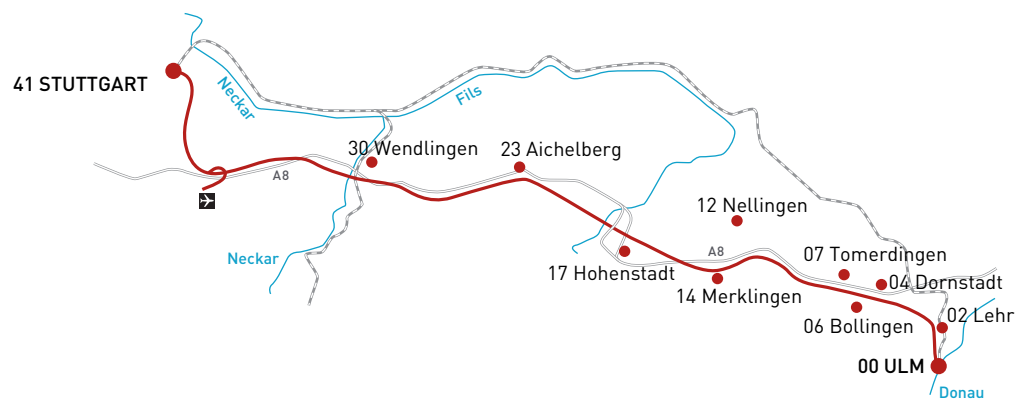 41 STUTTGART
Neckar
Fils
30 Wendlingen
23 Aichelberg
A8
12 Nellingen
Neckar
17 Hohenstadt
A8
07 Tomerdingen
14 Merklingen
04 Dornstadt
06 Bollingen
02 Lehr
00 ULM
Donau